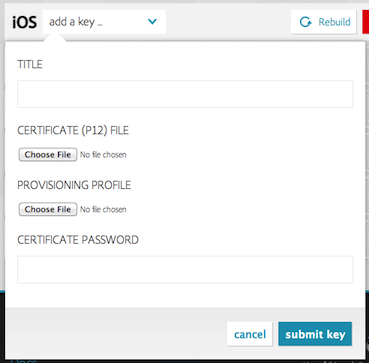 iOS add a key .. Rebuild
TITLE
CERTIFICATE (P12) FILE
Choose File No file chosen
PROVISIONING PROFILE
Choose File No file chosen
CERTIFICATE PASSWORD
cancel submit key